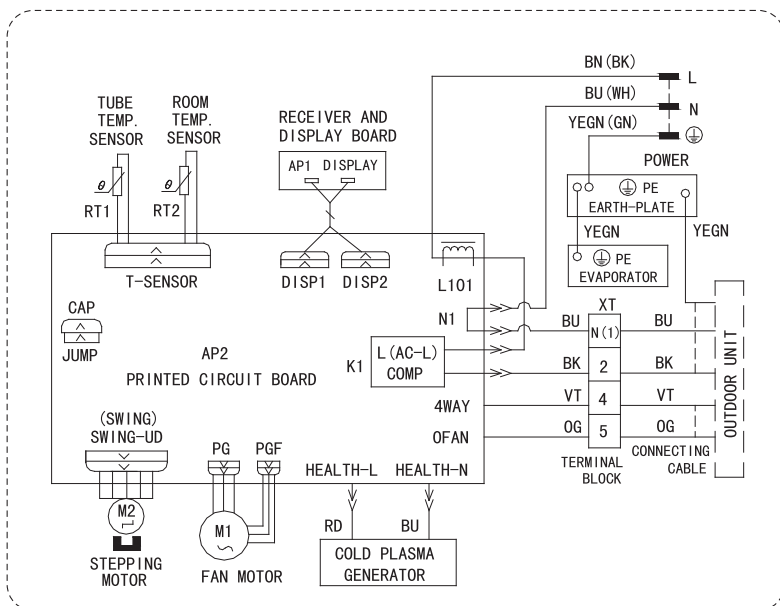 BN(BK)
L
BU(WH)
N
YEGN(GN)
POWER
TUBE
TEMP.
SENSOR
ROOM
TEMP.
SENSOR
RECEIVER AND
DISPLAY BOARD
AP1 DISPLAY
θ
RT1
θ
RT2
PE
EARTH-PLATE
YEGN
YEGN
PE
EVAPORATOR
T-SENSOR
DISP1
DISP2
L101
N1
XT
CAP
JUMP
AP2
PRINTED CIRCUIT BOARD
K1
L(AC-L)
COMP
BU
N(1)
BU
BK
2
BK
4WAY
VT
4
VT
OFAN
OG
5
OG
OUTDOOR UNIT
TERMINAL
BLOCK
CONNECTING
CABLE
(SWING)
SWING-UD
PG
PGF
HEALTH-L
HEALTH-N
M2
M1
RD
BU
STEPPING
MOTOR
FAN MOTOR
COLD PLASMA
GENERATOR